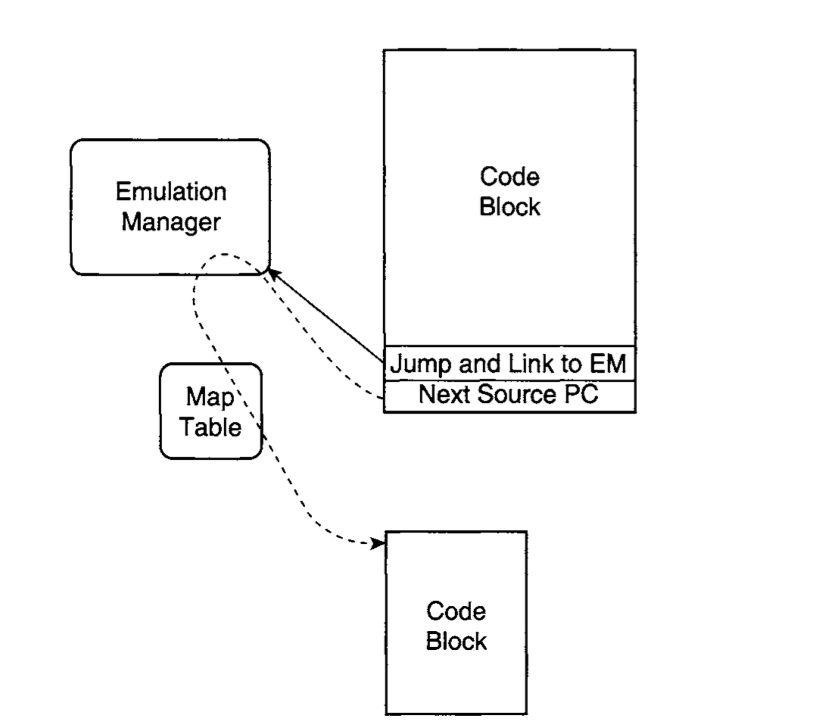 Emulation
Manager
Code
Block
Jump and Link to EM
Next Source PC
Map
Table
Code
Block